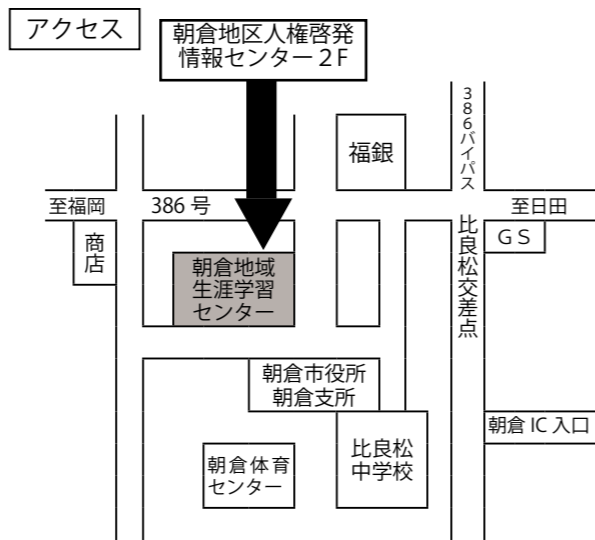 アクセス
朝倉地区人権啓発
情報センター２F
386バイパス
福銀
至福岡
386 号
至日田
商店
比良松交差点
G S
朝倉地域
生涯学習
センター
朝倉市役所
朝倉支所
朝倉 IC 入口
朝倉体育
センター
比良松
中学校